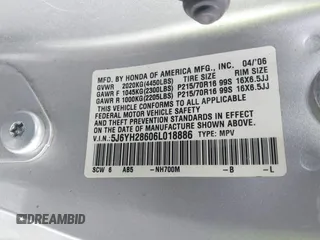 MFD. BY HONDA OF AMERICA MFG., INC. 04/06
GVWR 2020KG(4450LBS) TIRE SIZE RIM SIZE
GAWR F 1045KG(2300LBS) P215/70R16 99S 16X6.5JJ
GAWR R 1000KG(2205LBS) P215/70R16 99S 16X6.5JJ
THIS VEHICLE CONFORMS TO ALL APPLICABLE
FEDERAL MOTOR VEHICLE SAFETY
AND THEFT PREVENTION STANDARDS IN EFFECT
ON THE DATE OF MANUFACTURE SHOWN ABOVE.
V.I.N.:5J6YH28606L018886 TYPE: MPV
SCW 6 AB5 -NH700M -B -L
DREAMBID